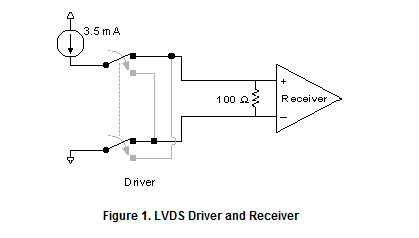 3.5 mA
100 Ω
+
Receiver
–
Driver
Figure 1. LVDS Driver and Receiver